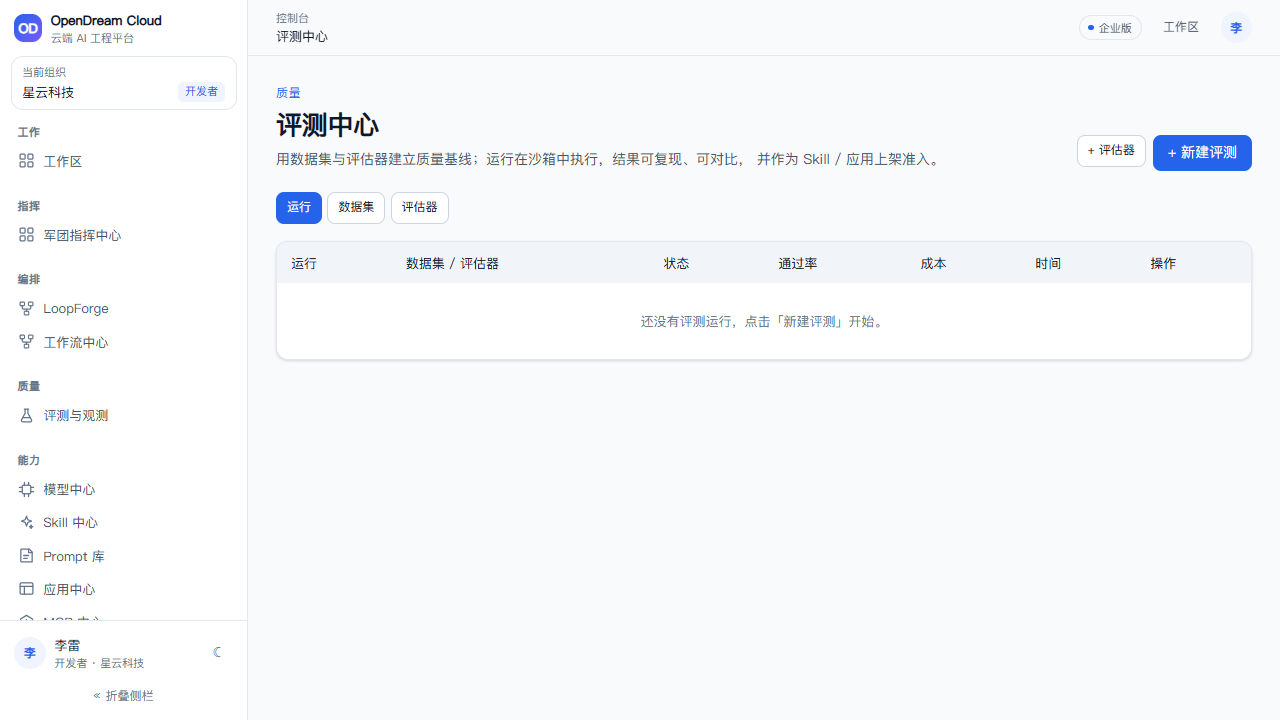 OD
OpenDream Cloud
云端 AI 工程平台
当前组织
星云科技
开发者
工作
工作区
指挥
军团指挥中心
编排
LoopForge
工作流中心
质量
评测与观测
能力
模型中心
Skill 中心
Prompt 库
应用中心
李
李雷
开发者 · 星云科技
☾
« 折叠侧栏
控制台
评测中心
企业版
工作区
李
质量
评测中心
用数据集与评估器建立质量基线；运行在沙箱中执行，结果可复现、可对比， 并作为 Skill / 应用上架准入。
+ 评估器
+ 新建评测
运行
数据集
评估器
运行 数据集 / 评估器 状态 通过率 成本 时间 操作
还没有评测运行，点击「新建评测」开始。